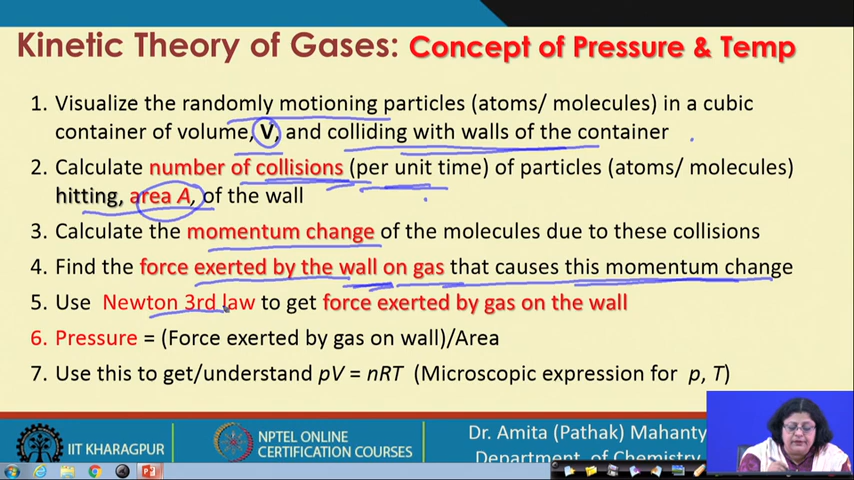 Kinetic Theory of Gases: Concept of Pressure & Temp
1. Visualize the randomly motioning particles (atoms/ molecules) in a cubic
container of volume, V, and colliding with walls of the container
2. Calculate number of collisions (per unit time) of particles (atoms/ molecules)
hitting, area A, of the wall
3. Calculate the momentum change of the molecules due to these collisions
4. Find the force exerted by the wall on gas that causes this momentum change
5. Use Newton 3rd law to get force exerted by gas on the wall
6. Pressure = (Force exerted by gas on wall)/Area
7. Use this to get/understand pV = nRT (Microscopic expression for p, T)
IIT KHARAGPUR
NPTEL ONLINE
CERTIFICATION COURSES
Dr. Amita (Pathak) Mahanty
Department of Chemistry